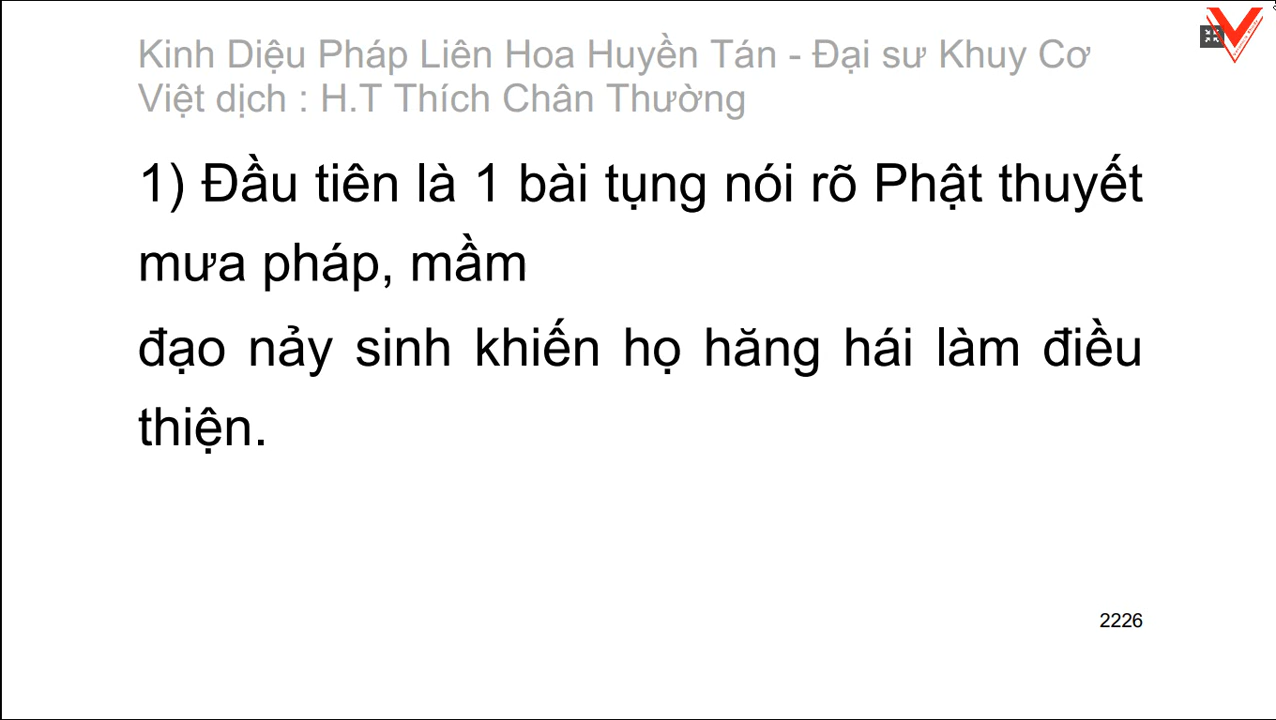 Kinh Diệu Pháp Liên Hoa Huyền Tán - Đại sư Khuy Cơ
Việt dịch : H.T Thích Chân Thường
1) Đầu tiên là 1 bài tụng nói rõ Phật thuyết
mưa pháp, mầm
đạo nảy sinh khiến họ hăng hái làm điều
thiện.
2226